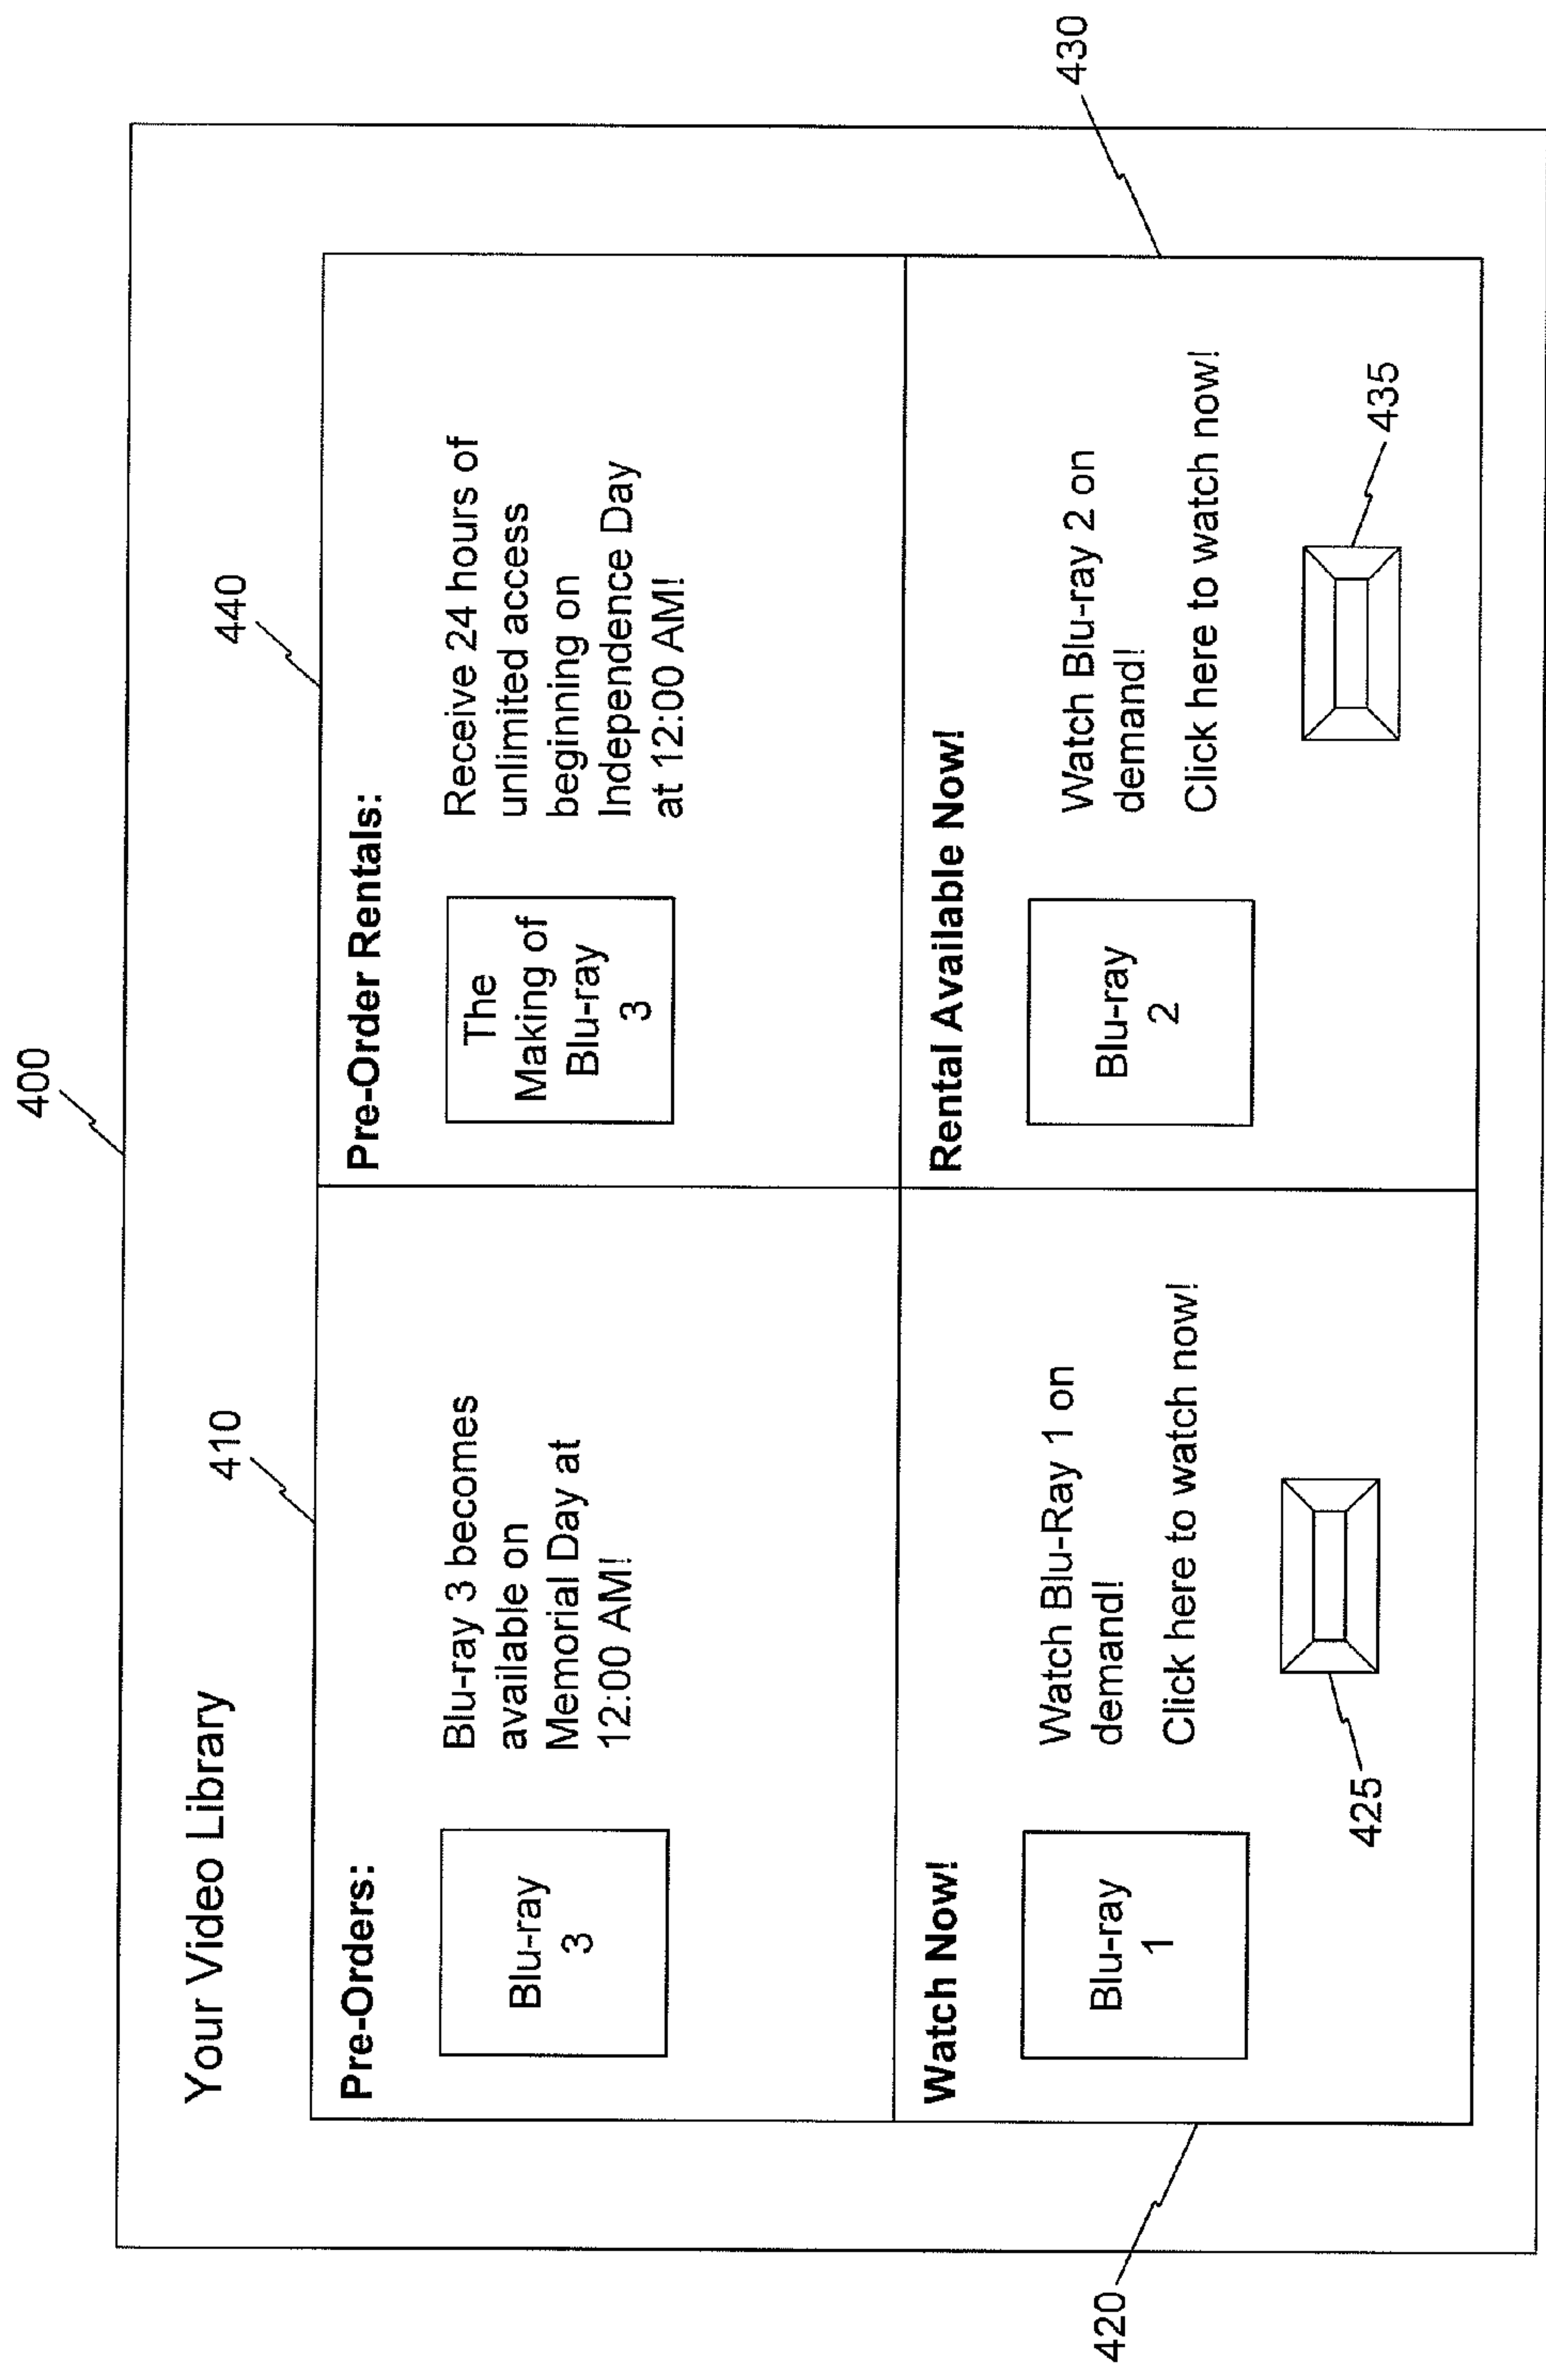 400
Your Video Library
410
440
Pre-Orders:
Blu-ray
3
Blu-ray 3 becomes
available on
Memorial Day at
12:00 AM!
Pre-Order Rentals:
The
Making of
Blu-ray
3
Receive 24 hours of
unlimited access
beginning on
Independence Day
at 12:00 AM!
420
Watch Now!
Blu-ray
1
Watch Blu-Ray 1 on
demand!
Click here to watch now!
425
Rental Available Now!
Blu-ray
2
Watch Blu-ray 2 on
demand!
Click here to watch now!
435
430